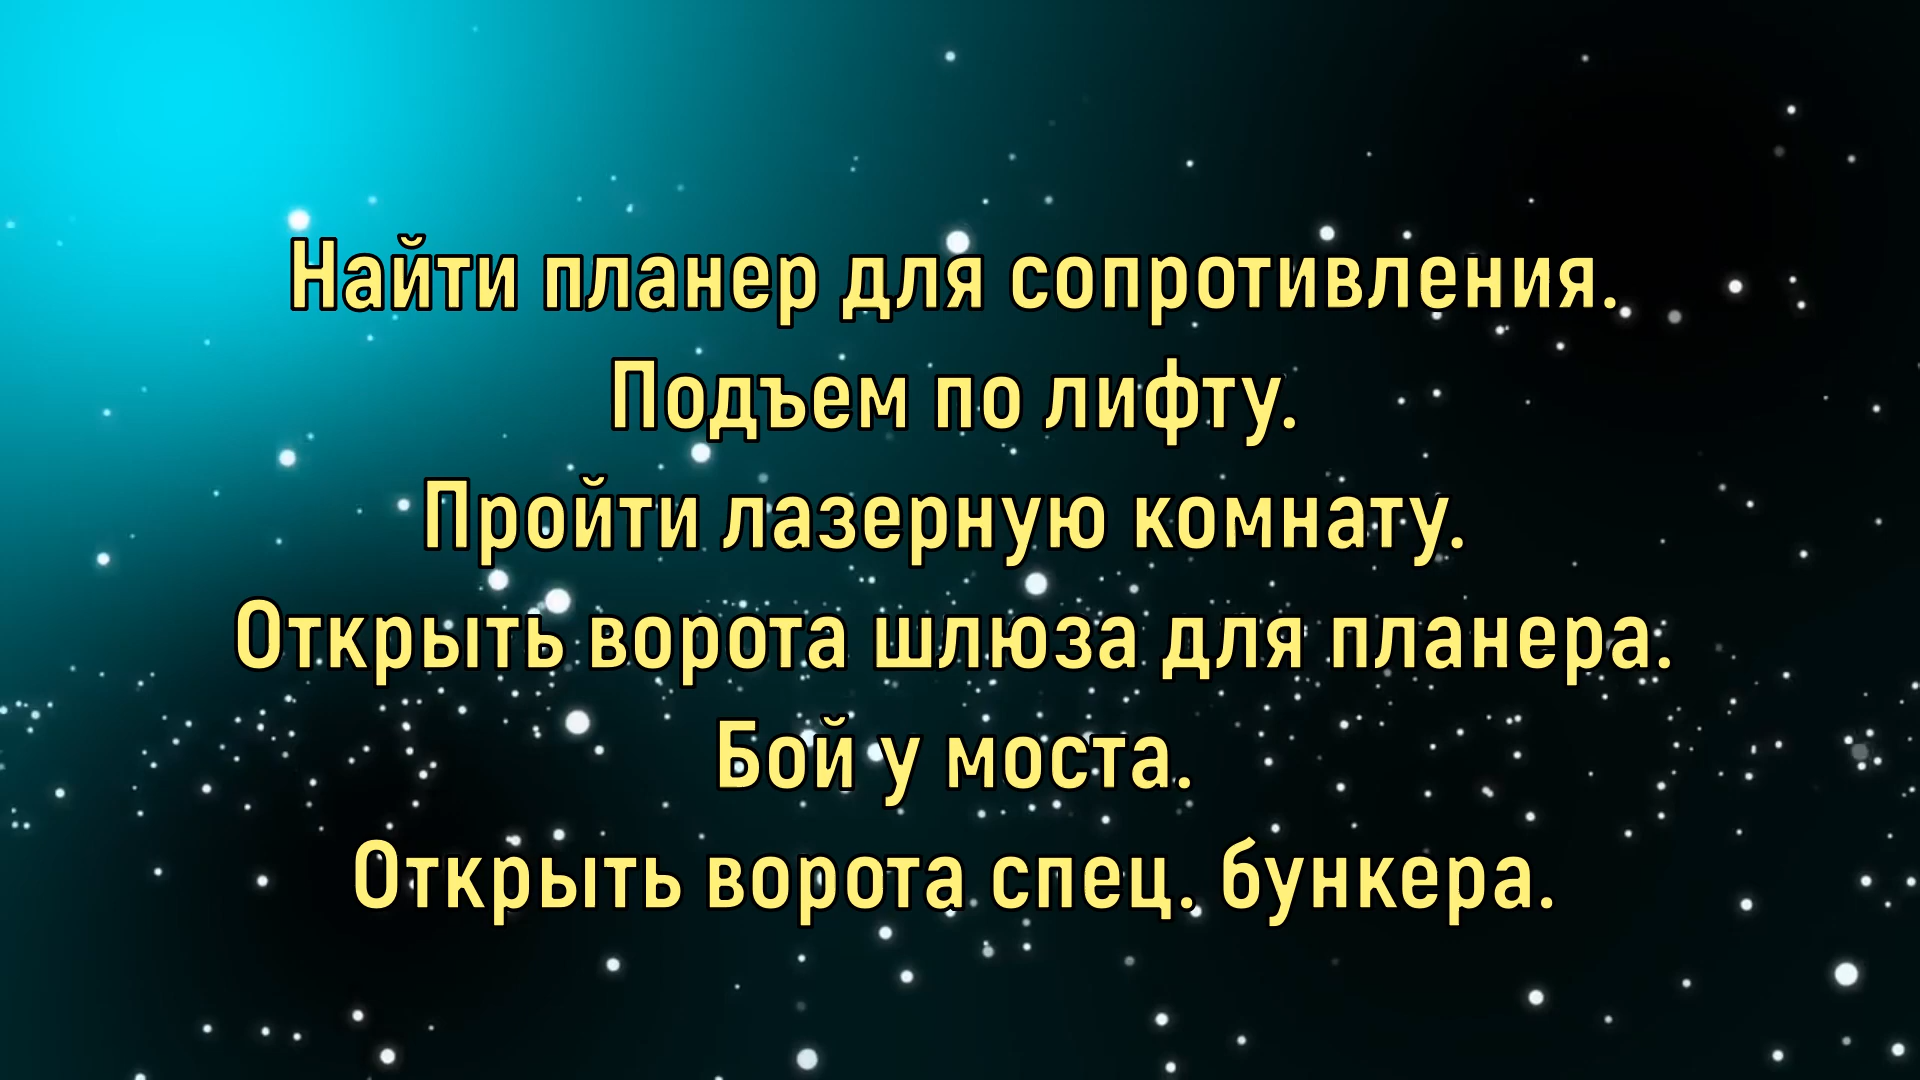 Найти планер для сопротивления.
Подъем по лифту.
Пройти лазерную комнату.
Открыть ворота шлюза для планера.
Бой у моста.
Открыть ворота спец. бункера.